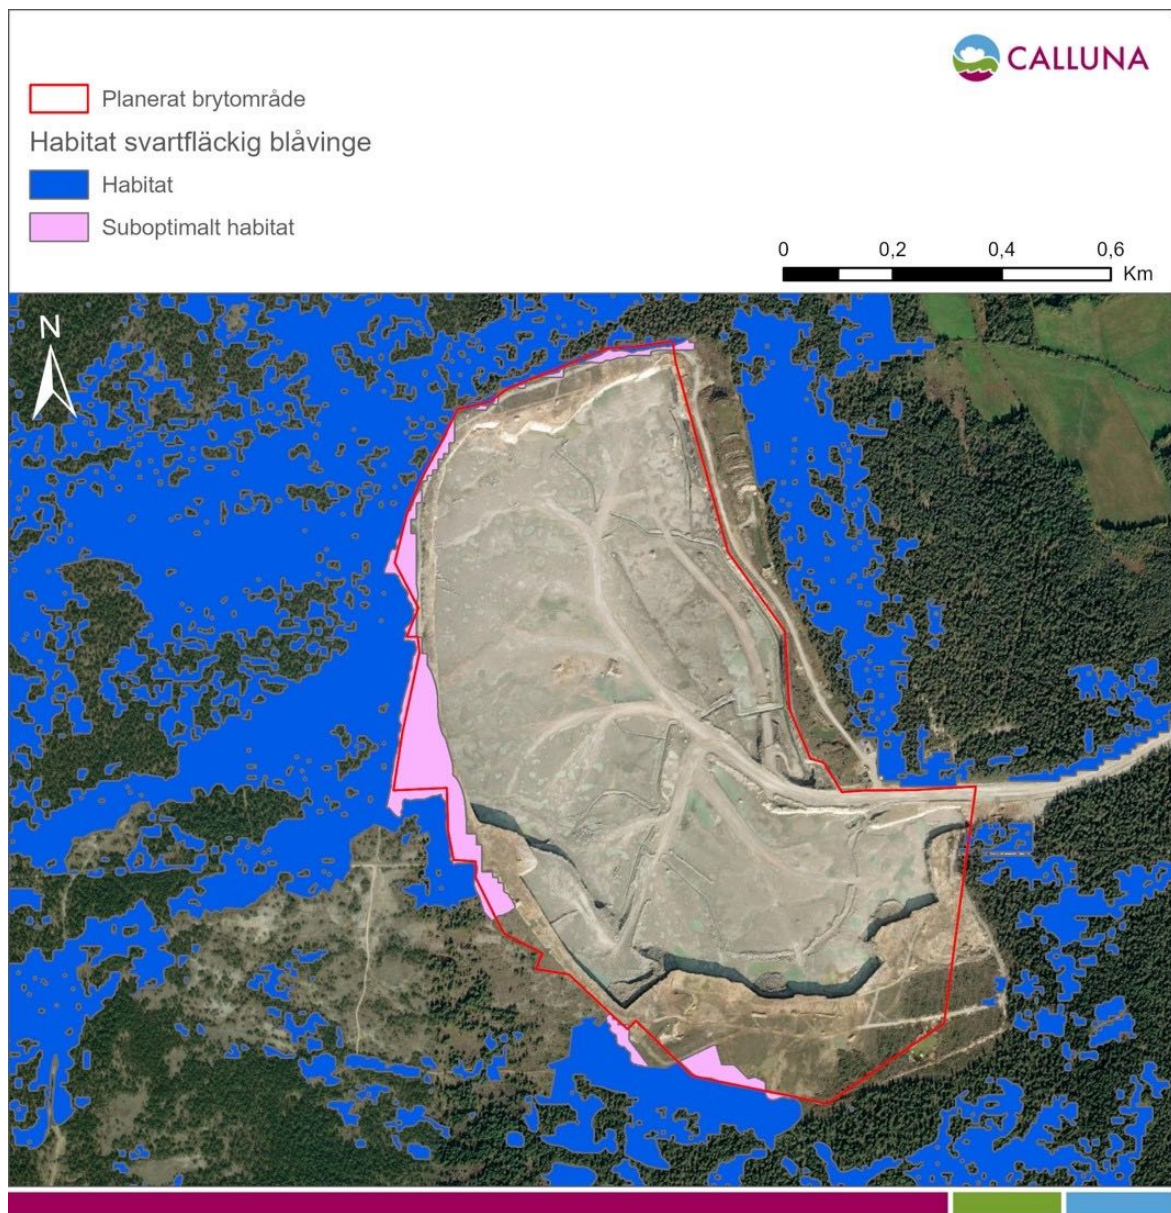 CALLUNA
Planerat brytområde
Habitat svartfläckig blåvinge
Habitat
Suboptimalt habitat
0 0,2 0,4 0,6
Km
N